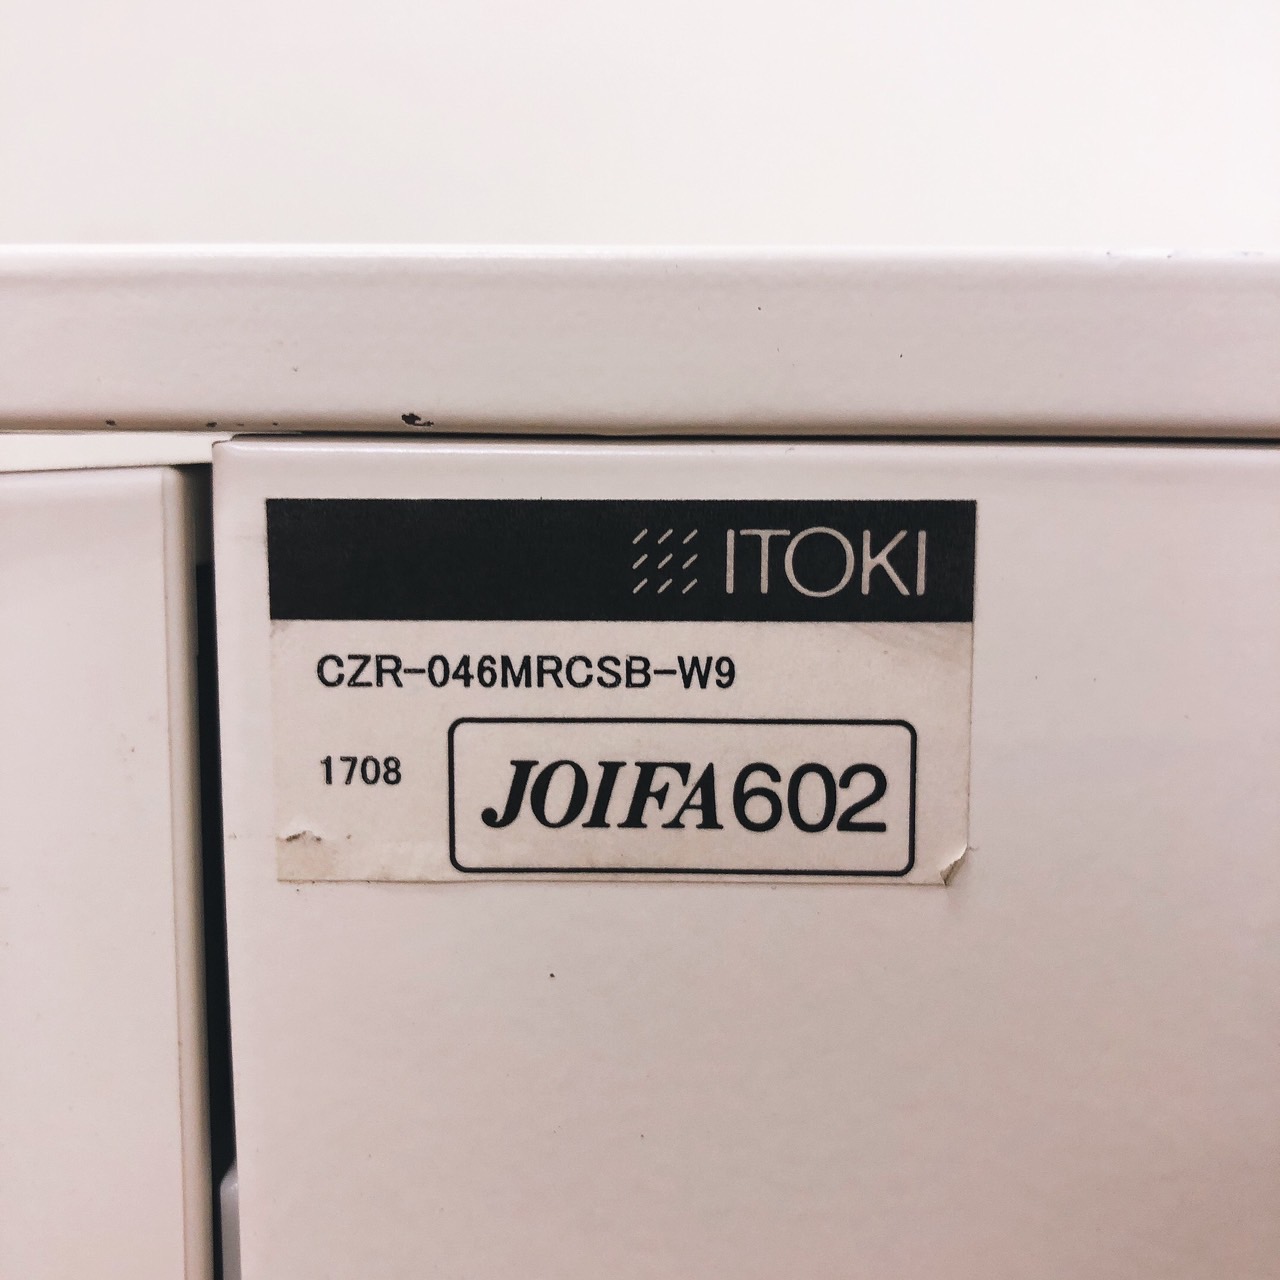 ITOKI
CZR-046MRCSB-W9
1708
JOIFA602